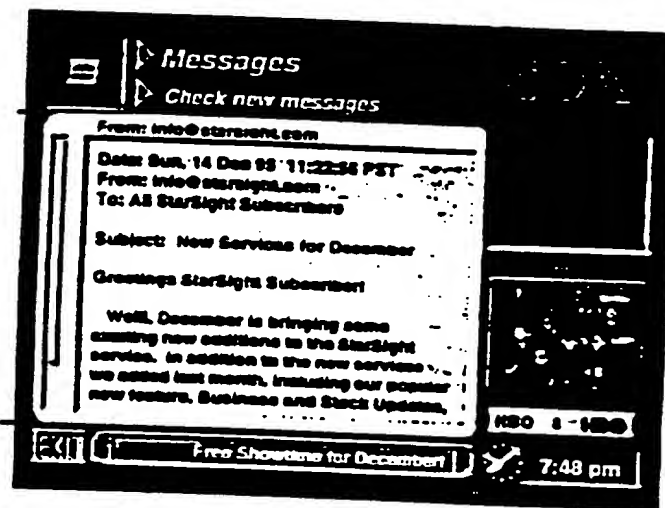 Messages
Check new messages
From: info@starsight.com
Date: Sun, 14 Dec 95 11:22:56 PST
From: info@starsight.com
To: All StarSight Subscribers
Subject: New Services for December
Greetings StarSight Subscriber!
Well, December is bringing some
exciting new additions to the StarSight
service. In addition to the new services
we added last month, including our popular
new feature, Business and Stock Updates,
HBO 8
Free Showtime for December!
7:48 pm